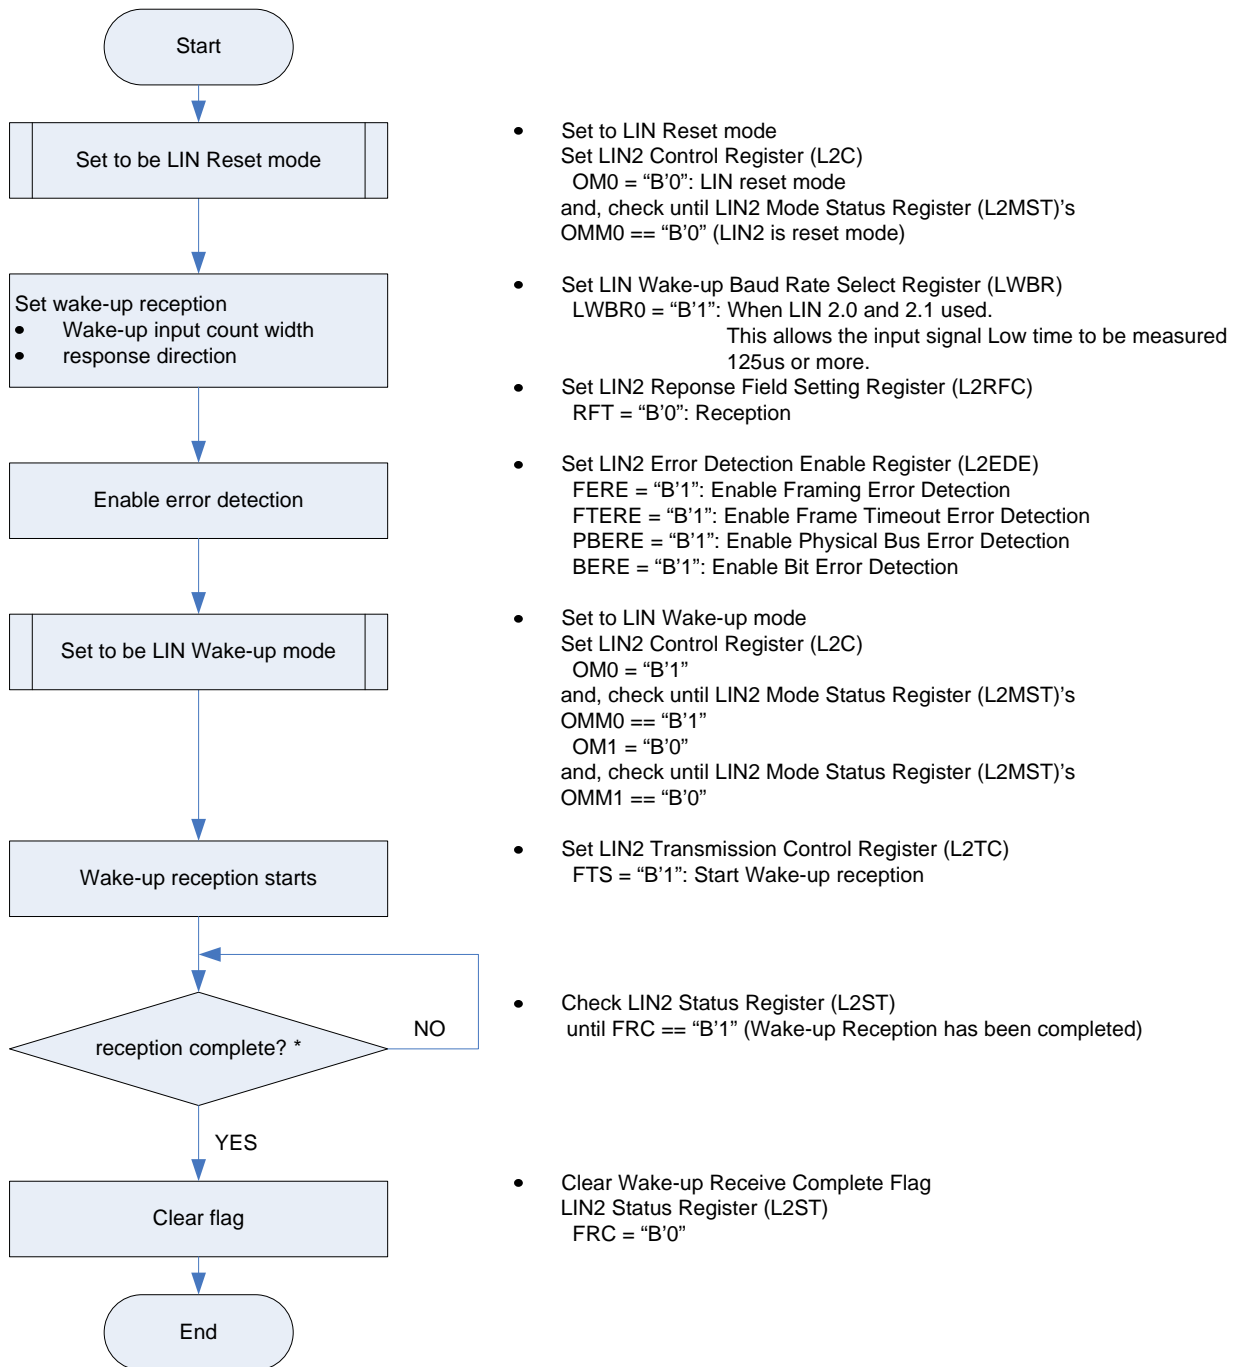 Start
Set to be LIN Reset mode
• Set to LIN Reset mode
Set LIN2 Control Register (L2C)
OM0 = “B’0”: LIN reset mode
and, check until LIN2 Mode Status Register (L2MST)’s
OMM0 == “B’0” (LIN2 is reset mode)
Set wake-up reception
• Wake-up input count width
• response direction
• Set LIN Wake-up Baud Rate Select Register (LWBR)
LWBR0 = “B’1”: When LIN 2.0 and 2.1 used.
This allows the input signal Low time to be measured
125us or more.
• Set LIN2 Reponse Field Setting Register (L2RFC)
RFT = “B’0”: Reception
Enable error detection
• Set LIN2 Error Detection Enable Register (L2EDE)
FERE = “B’1”: Enable Framing Error Detection
FTERE = “B’1”: Enable Frame Timeout Error Detection
PBERE = “B’1”: Enable Physical Bus Error Detection
BERE = “B’1”: Enable Bit Error Detection
Set to be LIN Wake-up mode
• Set to LIN Wake-up mode
Set LIN2 Control Register (L2C)
OM0 = “B’1”
and, check until LIN2 Mode Status Register (L2MST)’s
OMM0 == “B’1”
OM1 = “B’0”
and, check until LIN2 Mode Status Register (L2MST)’s
OMM1 == “B’0”
Wake-up reception starts
• Set LIN2 Transmission Control Register (L2TC)
FTS = “B’1”: Start Wake-up reception
reception complete? *
NO
YES
• Check LIN2 Status Register (L2ST)
until FRC == “B’1” (Wake-up Reception has been completed)
Clear flag
• Clear Wake-up Receive Complete Flag
LIN2 Status Register (L2ST)
FRC = “B’0”
End